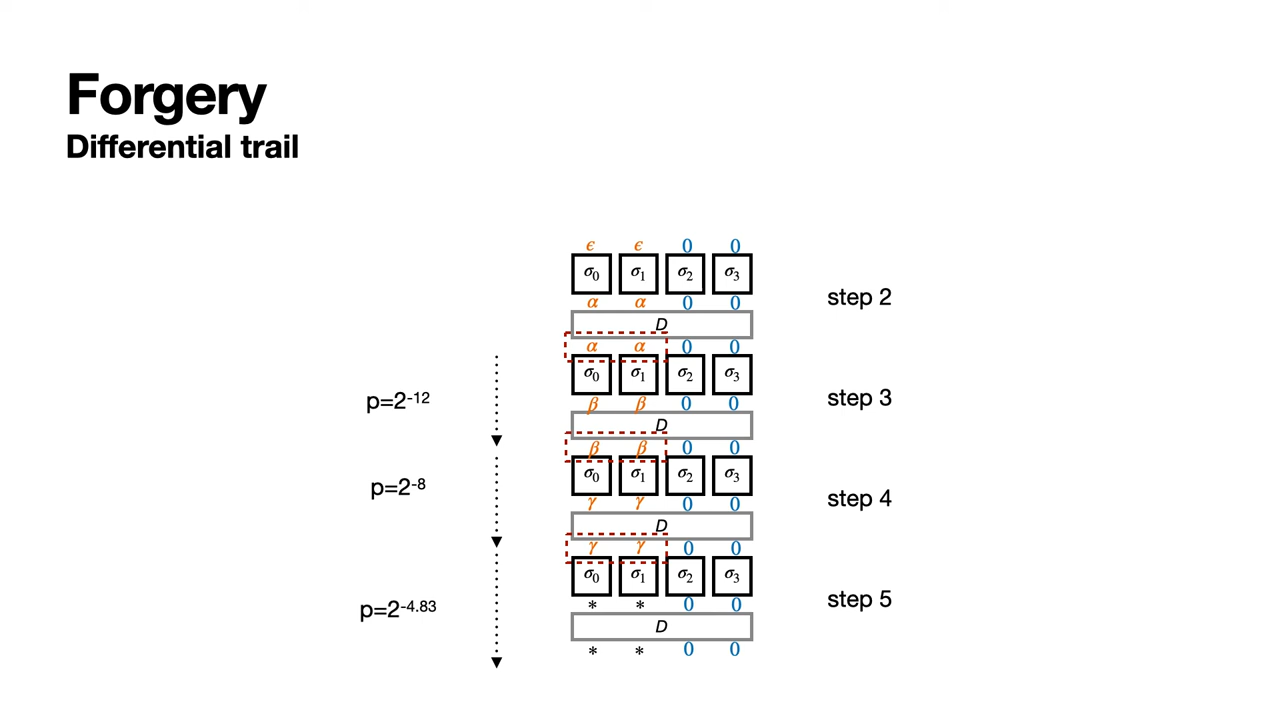 Forgery
Differential trail
ϵ ϵ 0 0
σ0 σ1 σ2 σ3
step 2
α α 0 0
D
α α 0 0
σ0 σ1 σ2 σ3
step 3
p=2-12
β β 0 0
D
β β 0 0
σ0 σ1 σ2 σ3
p=2-8
step 4
γ γ 0 0
D
γ γ 0 0
σ0 σ1 σ2 σ3
step 5
p=2-4.83
* * 0 0
D
* * 0 0